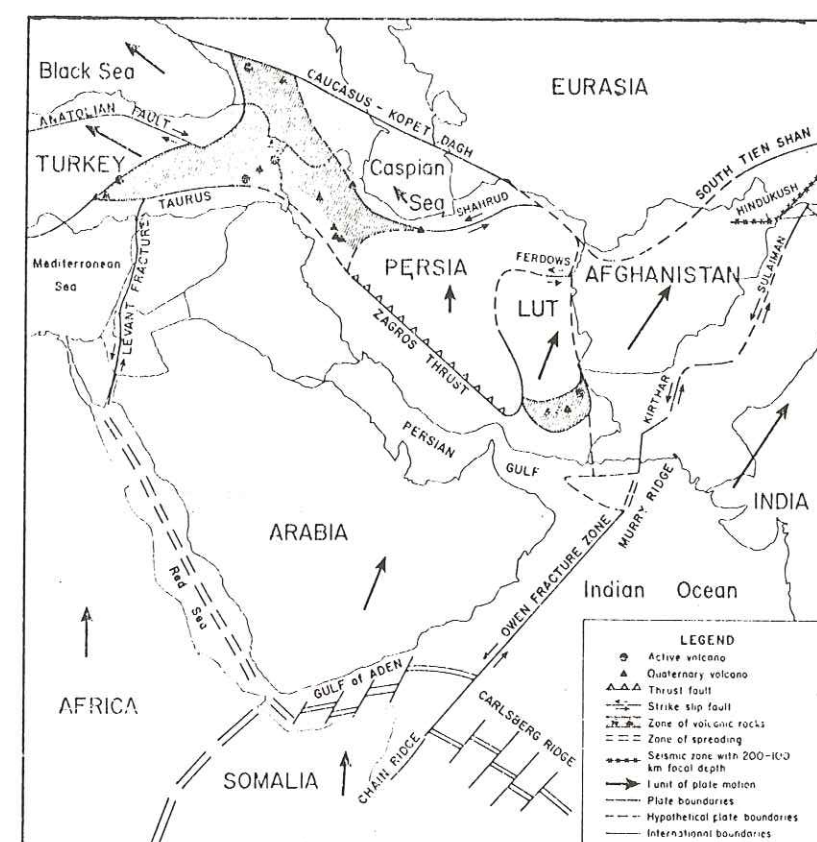 Black Sea
EURASIA
CAUCASUS - KOPET DAGH
ANATOLIAN FAULT
TURKEY
Caspian
Sea
SOUTH TIEN SHAN
HINDUKUSH
TAURUS
SHAHRUD
Mediterranean
Sea
LEVANT FRACTURE
PERSIA
FERDOWS
AFGHANISTAN
SULAIMAN
LUT
ZAGROS THRUST
KIRTHAR
PERSIAN
GULF
INDIA
MURRY RIDGE
ARABIA
OWEN FRACTURE ZONE
Red Sea
Indian Ocean
GULF of ADEN
AFRICA
CARLSBERG RIDGE
SOMALIA
CHAIN RIDGE
LEGEND
Active volcano
Quaternary volcano
Thrust fault
Strike slip fault
Zone of volcanic rocks
Zone of spreading
Seismic zone with 200-100
km focal depth
1 unit of plate motion
Plate boundaries
Hypothetical plate boundaries
International boundaries